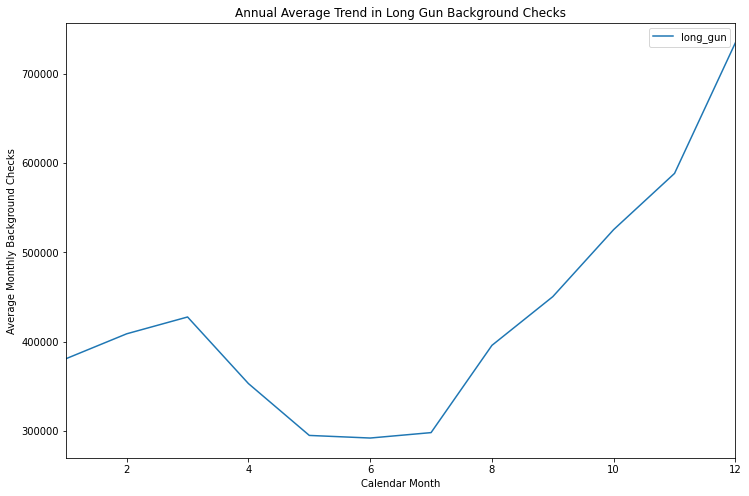 Annual Average Trend in Long Gun Background Checks
long_gun
Average Monthly Background Checks
700000
600000
500000
400000
300000
2 4 6 8 10 12
Calendar Month